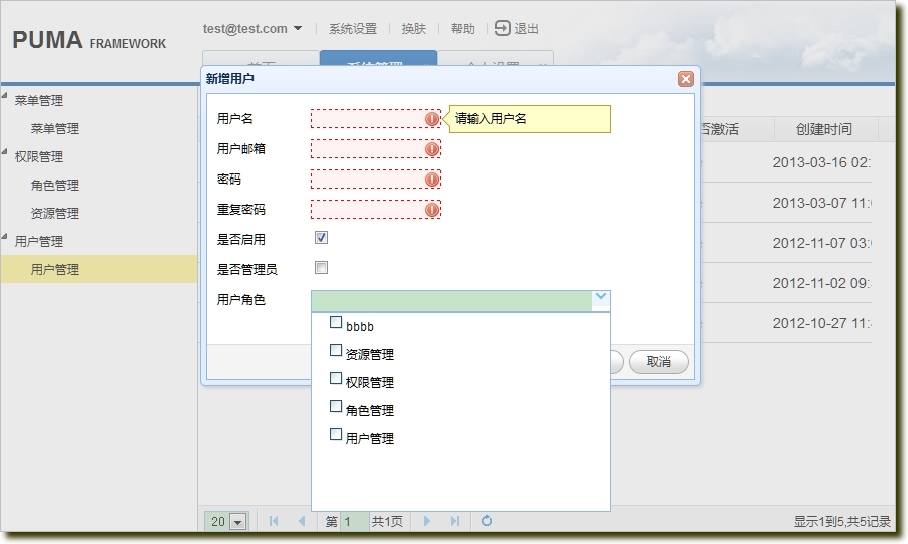 PUMA FRAMEWORK
test@test.com 系统设置 换肤 帮助 退出
首页 系统管理 个人设置
菜单管理
菜单管理
权限管理
角色管理
资源管理
用户管理
用户管理
新增用户
用户名 请输入用户名
用户邮箱
密码
重复密码
是否启用
是否管理员
用户角色
bbbb
资源管理
权限管理
角色管理
用户管理
取消
否激活 创建时间
2013-03-16 02:
2013-03-07 11:
2012-11-07 03:
2012-11-02 09:
2012-10-27 11:
20 第 1 共1页 显示1到5,共5记录